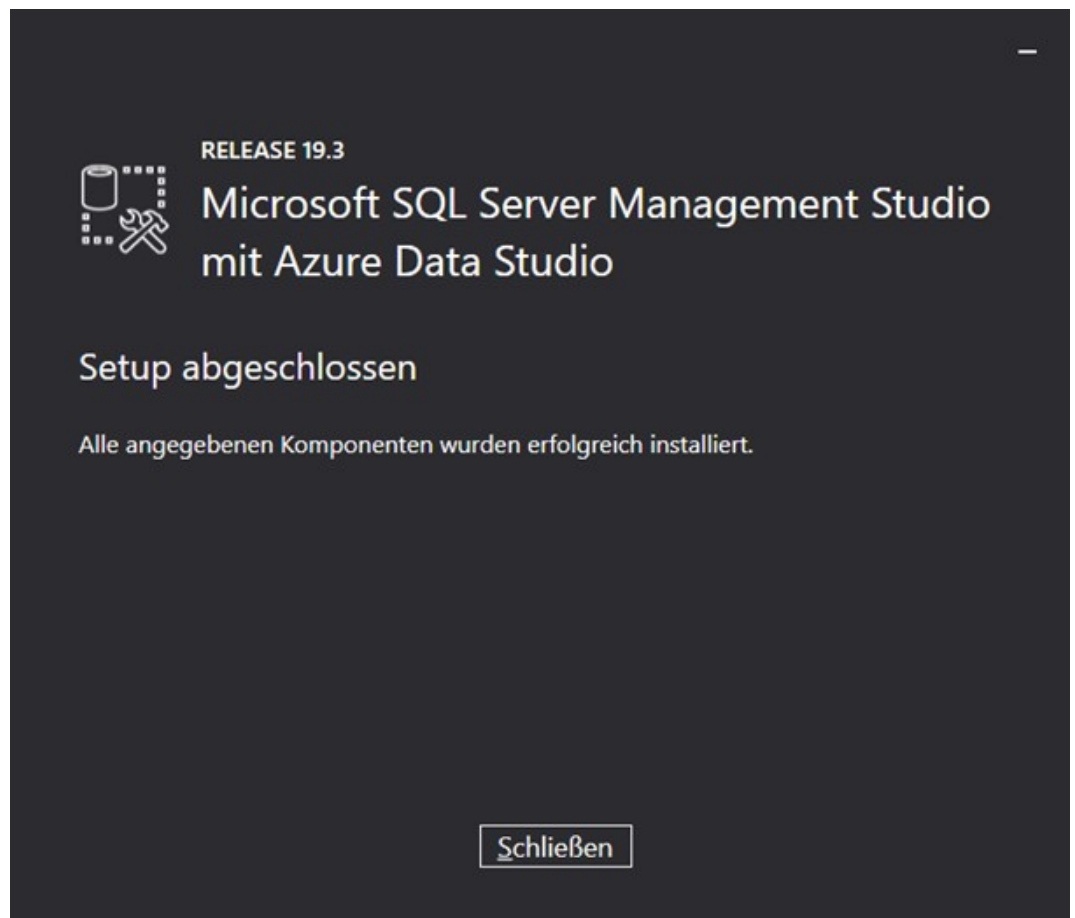 RELEASE 19.3
Microsoft SQL Server Management Studio
mit Azure Data Studio
Setup abgeschlossen
Alle angegebenen Komponenten wurden erfolgreich installiert.
Schließen